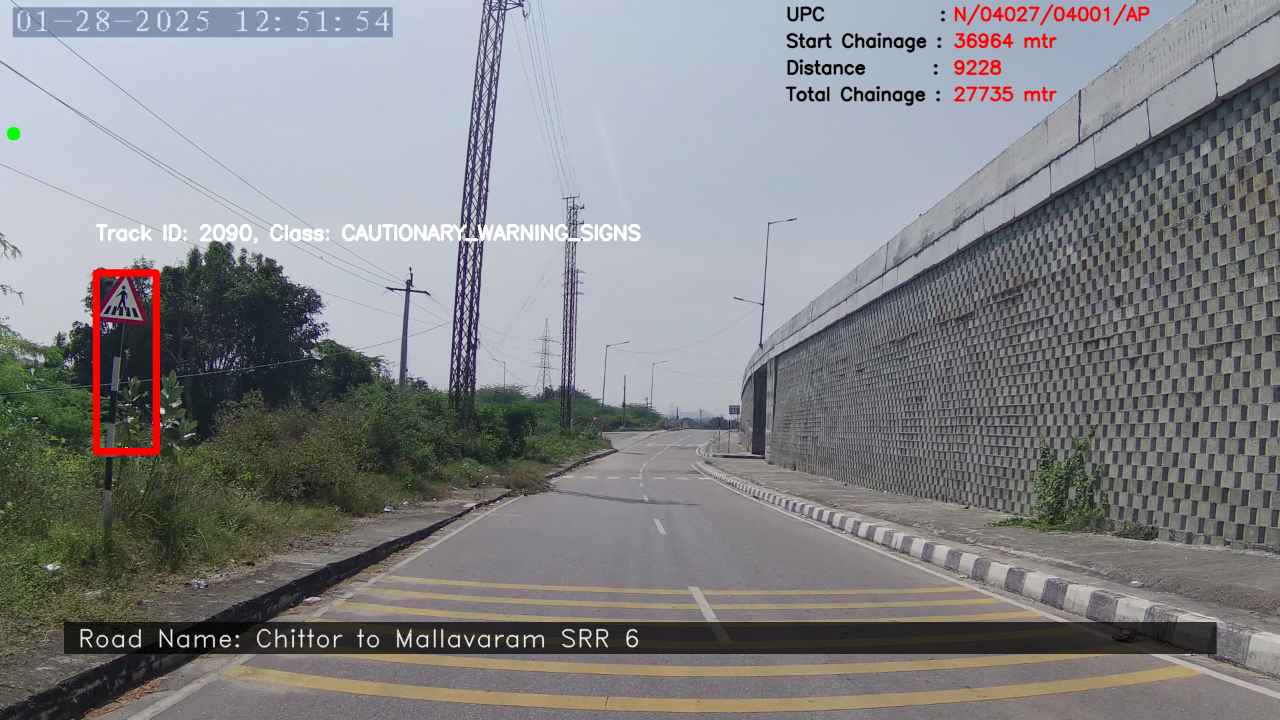 01-28-2025 12:51:54
UPC : N/04027/04001/AP
Start Chainage : 36964 mtr
Distance : 9228
Total Chainage : 27735 mtr
Track ID: 2090, Class: CAUTIONARY_WARNING_SIGNS
Road Name: Chittor to Mallavaram SRR 6